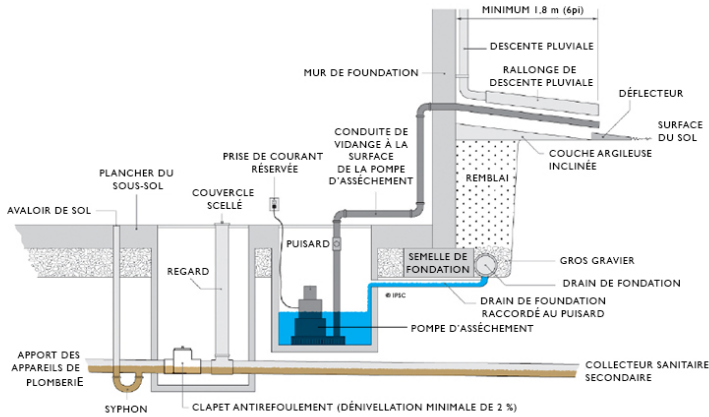 MINIMUM 1,8 m (6pi)
DESCENTE PLUVIALE
MUR DE FOUNDATION
RALLONGE DE
DESCENTE PLUVIALE
DÉFLECTEUR
SURFACE
DU SOL
CONDUITE DE
VIDANGE À LA
SURFACE
DE LA POMPE
D'ASSÉCHEMENT
COUCHE ARGILEUSE
INCLINÉE
PRISE DE COURANT
RÉSERVÉE
REMBLAI
PLANCHER DU
SOUS-SOL
COUVERCLE
SCELLÉ
AVALOIR DE SOL
PUISARD
SEMELLE DE
FONDATION
GROS GRAVIER
REGARD
DRAIN DE FONDATION
© IPSC
DRAIN DE FOUNDATION
RACCORDÉ AU PUISARD
POMPE D'ASSÉCHEMENT
APPORT DES
APPAREILS DE
PLOMBERIE
COLLECTEUR SANITAIRE
SECONDAIRE
SYPHON
CLAPET ANTIREFOULEMENT (DÉNIVELLATION MINIMALE DE 2 %)